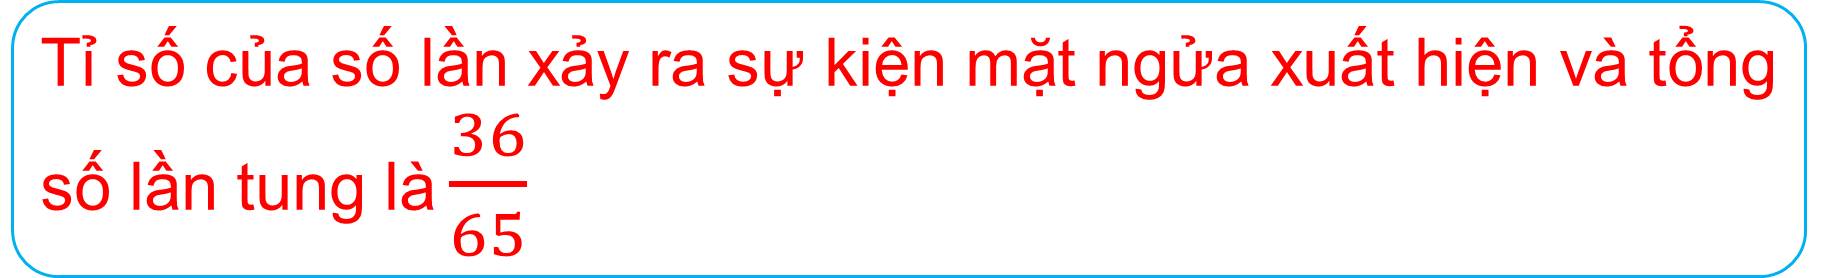 Tỉ số của số lần xảy ra sự kiện mặt ngửa xuất hiện và tổng
số lần tung là 36/65